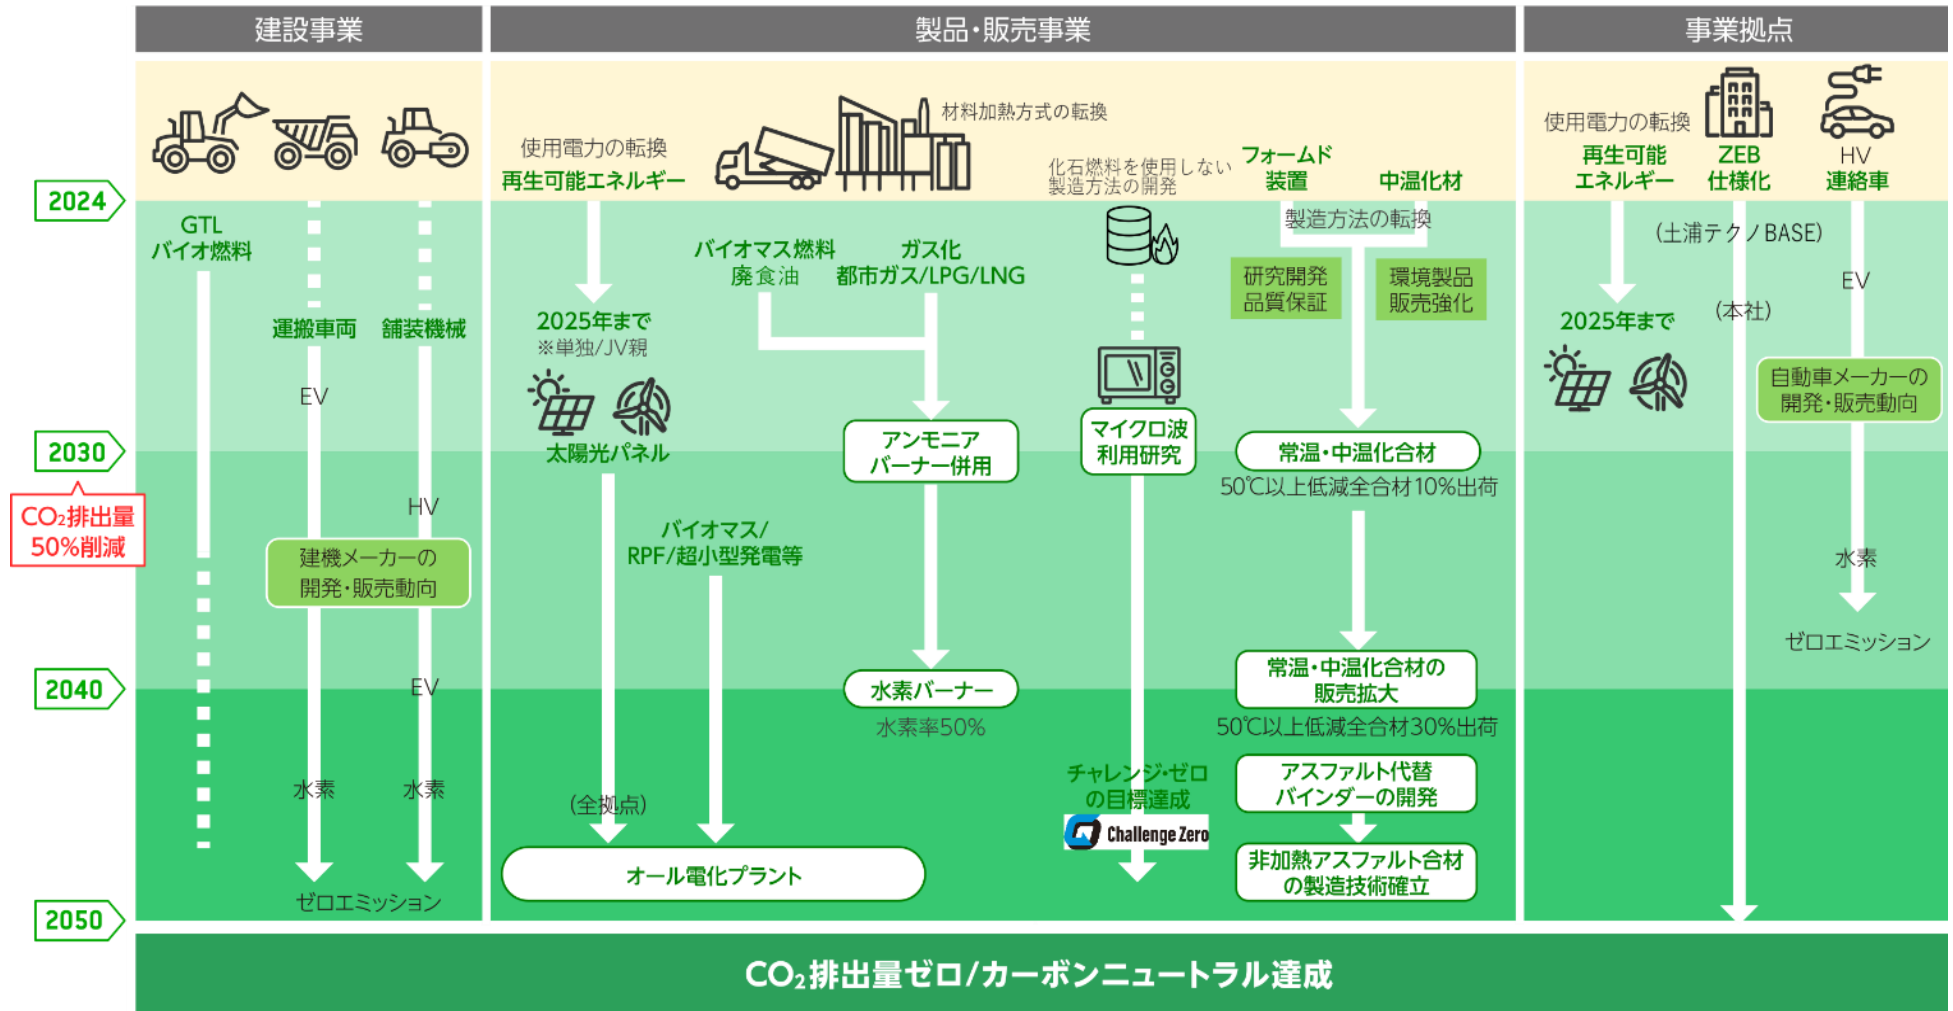 建設事業
製品・販売事業
事業拠点
2024
2030
CO₂排出量
50%削減
2040
2050
GTL
バイオ燃料
運搬車両
EV
舗装機械
HV
建機メーカーの
開発・販売動向
EV
水素
水素
ゼロエミッション
使用電力の転換
再生可能エネルギー
2025年まで
※単独/JV親
太陽光パネル
バイオマス/
RPF/超小型発電等
(全拠点)
オール電化プラント
材料加熱方式の転換
バイオマス燃料
廃食油
ガス化
都市ガス/LPG/LNG
アンモニア
バーナー併用
水素バーナー
水素率50%
化石燃料を使用しない
製造方法の開発
マイクロ波
利用研究
チャレンジ・ゼロ
の目標達成
Challenge Zero
フォームド
装置
中温化材
製造方法の転換
研究開発
品質保証
環境製品
販売強化
常温・中温化合材
50℃以上低減全合材10%出荷
常温・中温化合材の
販売拡大
50℃以上低減全合材30%出荷
アスファルト代替
バインダーの開発
非加熱アスファルト合材
の製造技術確立
使用電力の転換
再生可能
エネルギー
2025年まで
ZEB
仕様化
(土浦テクノBASE)
(本社)
HV
連絡車
EV
自動車メーカーの
開発・販売動向
水素
ゼロエミッション
CO₂排出量ゼロ/カーボンニュートラル達成